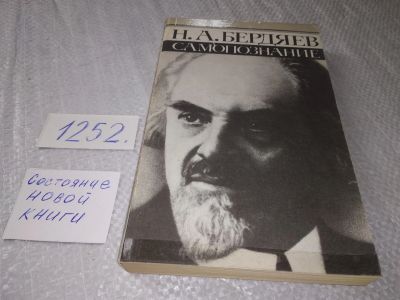 Н. А. БЕРДЯЕВ
САМОПОЗНАНИЕ
1252.
Состояние
НОВОЙ
КНИГИ